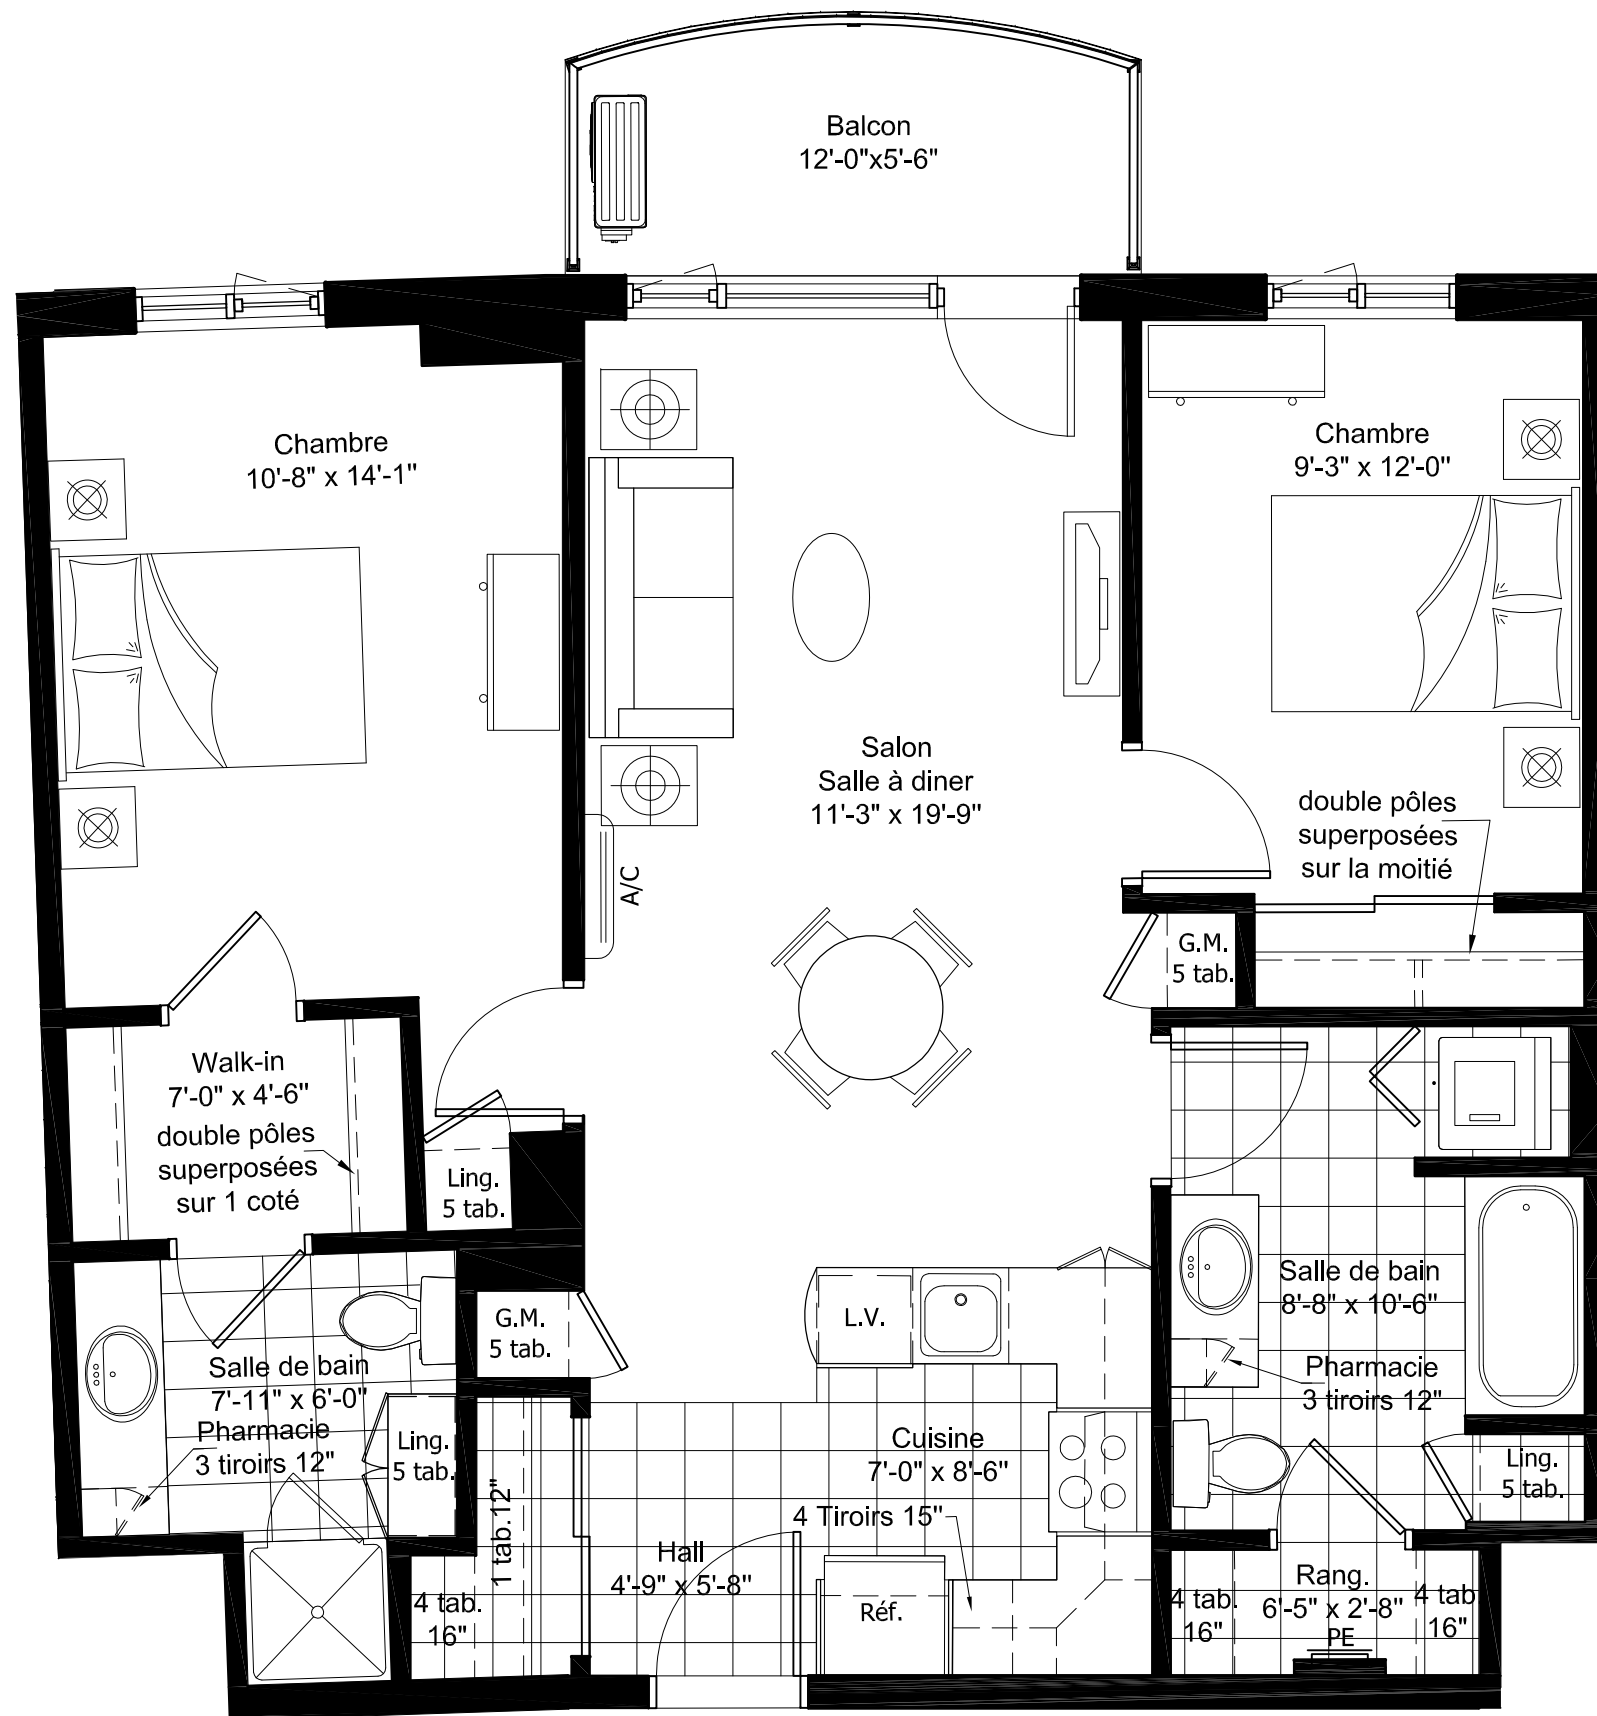 Balcon
12'-0"x5'-6"
Chambre
10'-8" x 14'-1"
Chambre
9'-3" x 12'-0"
Salon
Salle à diner
11'-3" x 19'-9"
double pôles
superposées
sur la moitié
A/C
G.M.
5 tab.
Walk-in
7'-0" x 4'-6"
double pôles
superposées
sur 1 coté
Ling.
5 tab.
Salle de bain
8'-8" x 10'-6"
Pharmacie
3 tiroirs 12"
G.M.
5 tab.
L.V.
Salle de bain
7'-11" x 6'-0"
Pharmacie
3 tiroirs 12"
Ling.
5 tab.
Cuisine
7'-0" x 8'-6"
4 Tiroirs 15"
Ling.
5 tab.
1 tab.12"
Hall
4'-9" x 5'-8"
4 tab.
16"
Réf.
4 tab.
16"
Rang.
6'-5" x 2'-8"
PE
4 tab
16"